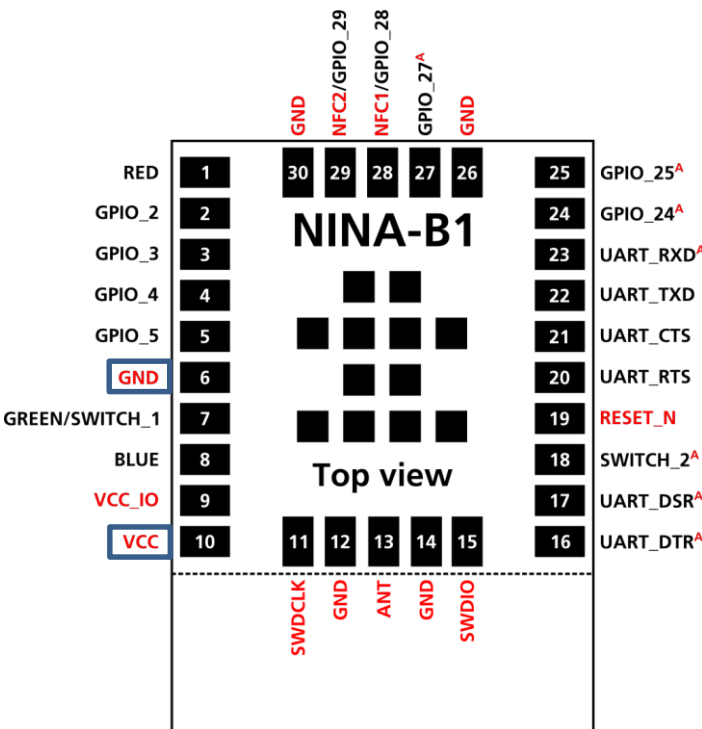 GND
NFC2/GPIO_29
NFC1/GPIO_28
GPIO_27A
GND
30 29 28 27 26
RED 1
GPIO_2 2
GPIO_3 3
GPIO_4 4
GPIO_5 5
GND 6
GREEN/SWITCH_1 7
BLUE 8
VCC_IO 9
VCC 10
NINA-B1
Top view
25 GPIO_25A
24 GPIO_24A
23 UART_RXDA
22 UART_TXD
21 UART_CTS
20 UART_RTS
19 RESET_N
18 SWITCH_2A
17 UART_DSRA
16 UART_DTRA
11 12 13 14 15
SWDCLK
GND
ANT
GND
SWDIO